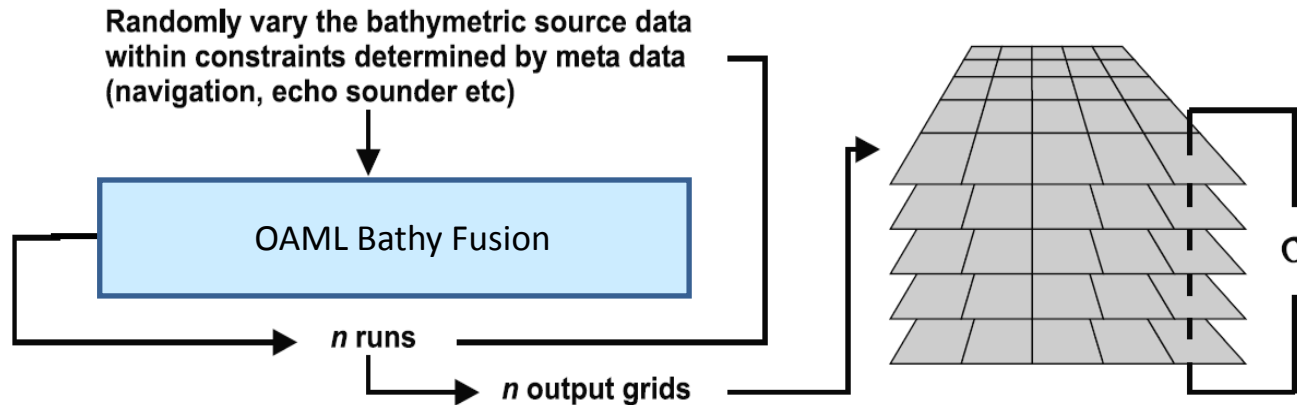 Randomly vary the bathymetric source data
within constraints determined by meta data
(navigation, echo sounder etc)
OAML Bathy Fusion
n runs
n output grids